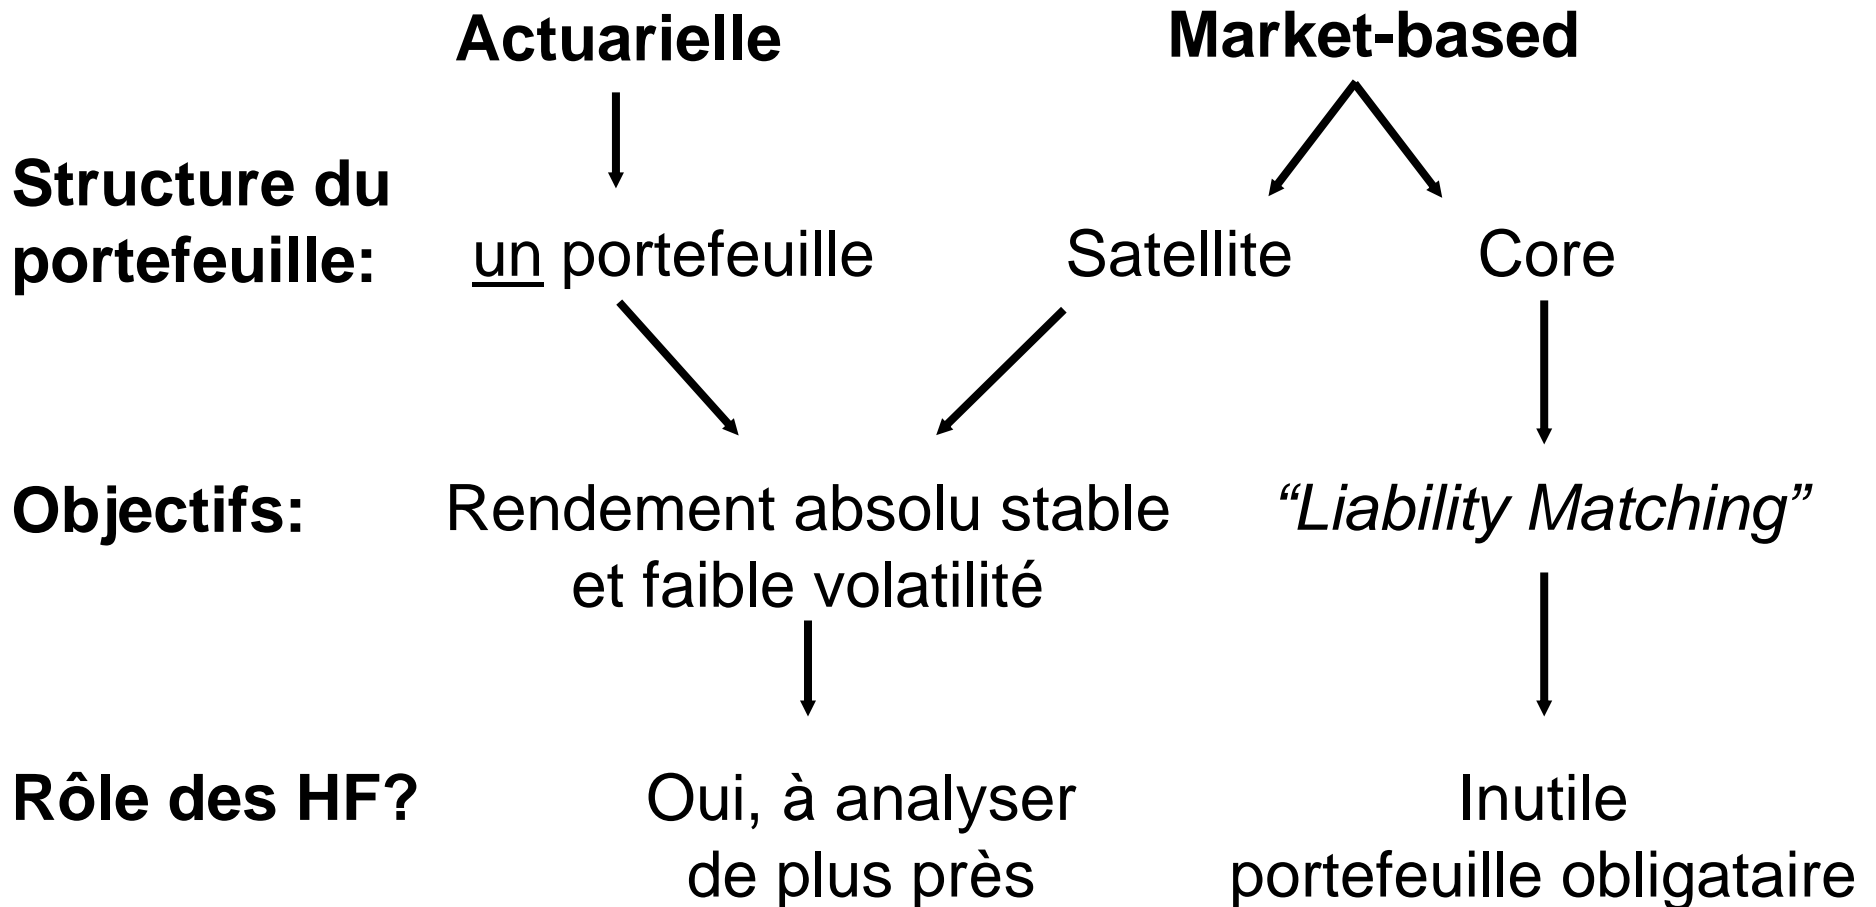 Actuarielle
Market-based
Structure du
portefeuille:
un portefeuille
Satellite
Core
Objectifs:
Rendement absolu stable
et faible volatilité
“Liability Matching”
Rôle des HF?
Oui, à analyser
de plus près
Inutile
portefeuille obligataire